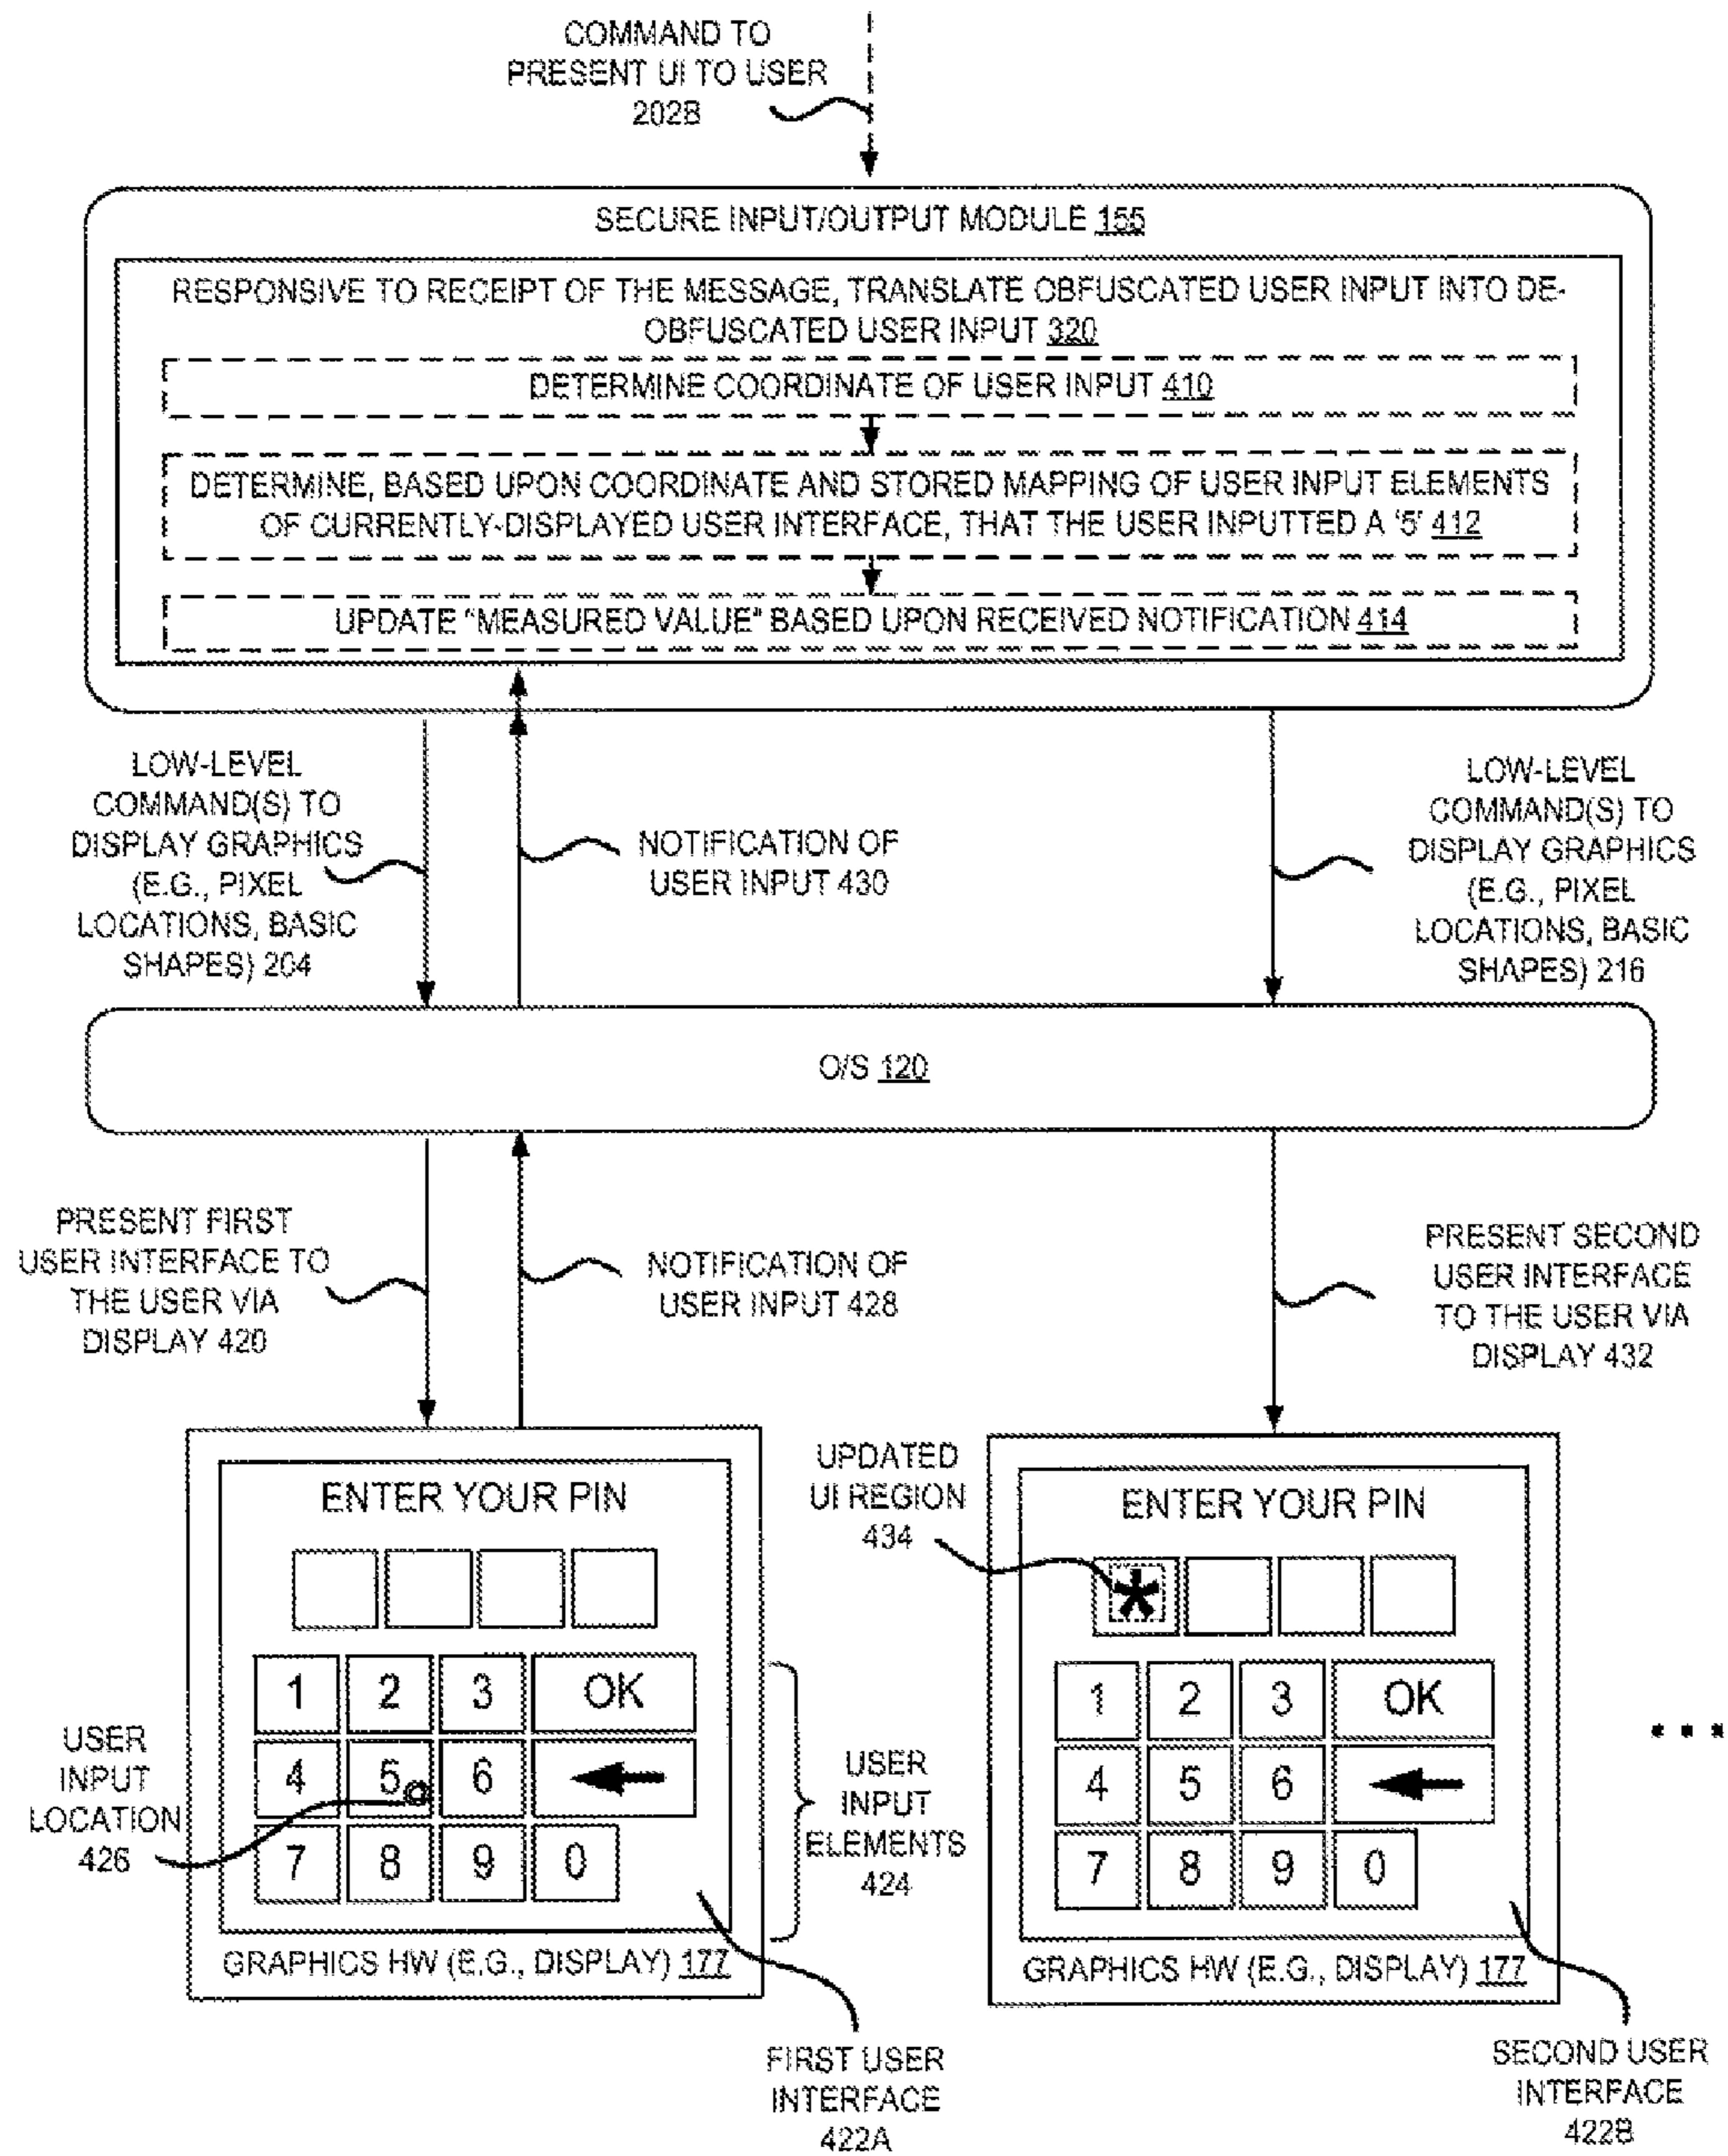 COMMAND TO
PRESENT UI TO USER
202B
SECURE INPUT/OUTPUT MODULE 155
RESPONSIVE TO RECEIPT OF THE MESSAGE, TRANSLATE OBFUSCATED USER INPUT INTO DE-
OBFUSCATED USER INPUT 320
DETERMINE COORDINATE OF USER INPUT 410
DETERMINE, BASED UPON COORDINATE AND STORED MAPPING OF USER INPUT ELEMENTS
OF CURRENTLY-DISPLAYED USER INTERFACE, THAT THE USER INPUTTED A '5' 412
UPDATE "MEASURED VALUE" BASED UPON RECEIVED NOTIFICATION 414
LOW-LEVEL
COMMAND(S) TO
DISPLAY GRAPHICS
(E.G., PIXEL
LOCATIONS, BASIC
SHAPES) 204
NOTIFICATION OF
USER INPUT 430
LOW-LEVEL
COMMAND(S) TO
DISPLAY GRAPHICS
(E.G., PIXEL
LOCATIONS, BASIC
SHAPES) 216
O/S 120
PRESENT FIRST
USER INTERFACE TO
THE USER VIA
DISPLAY 420
NOTIFICATION OF
USER INPUT 428
PRESENT SECOND
USER INTERFACE
TO THE USER VIA
DISPLAY 432
ENTER YOUR PIN
1 2 3 OK
4 5 6
7 8 9 0
GRAPHICS HW (E.G., DISPLAY) 177
USER
INPUT
LOCATION
426
USER
INPUT
ELEMENTS
424
FIRST USER
INTERFACE
422A
UPDATED
UI REGION
434
ENTER YOUR PIN
*
1 2 3 OK
4 5 6
7 8 9 0
GRAPHICS HW (E.G., DISPLAY) 177
...
SECOND USER
INTERFACE
422B